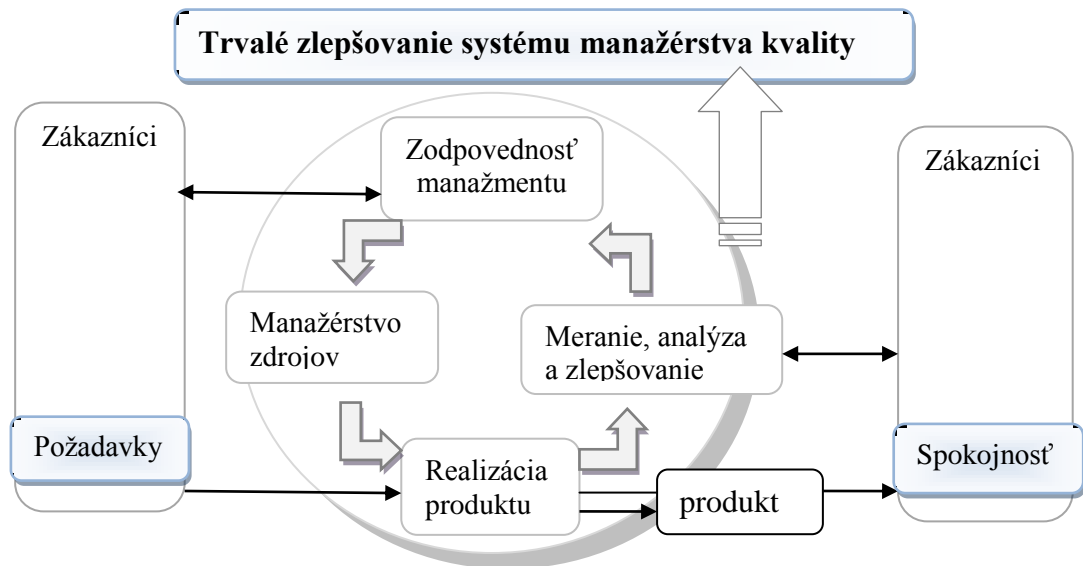 Trvalé zlepšovanie systému manažérstva kvality
Zákazníci
Zodpovednosť
manažmentu
Zákazníci
Manažérstvo
zdrojov
Meranie, analýza
a zlepšovanie
Požadavky
Realizácia
produktu
produkt
Spokojnosť